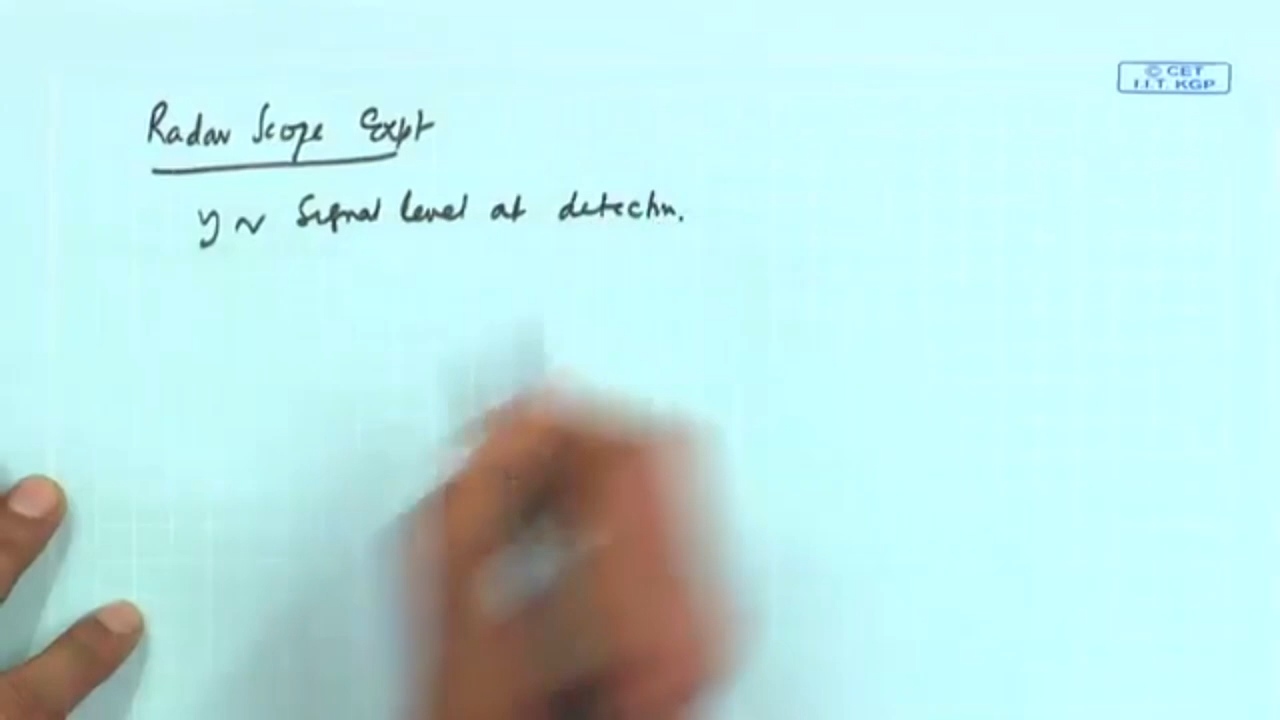 © CET
I.I.T. KGP
Radar Scope Expt
y ~ Signal level at detectn.